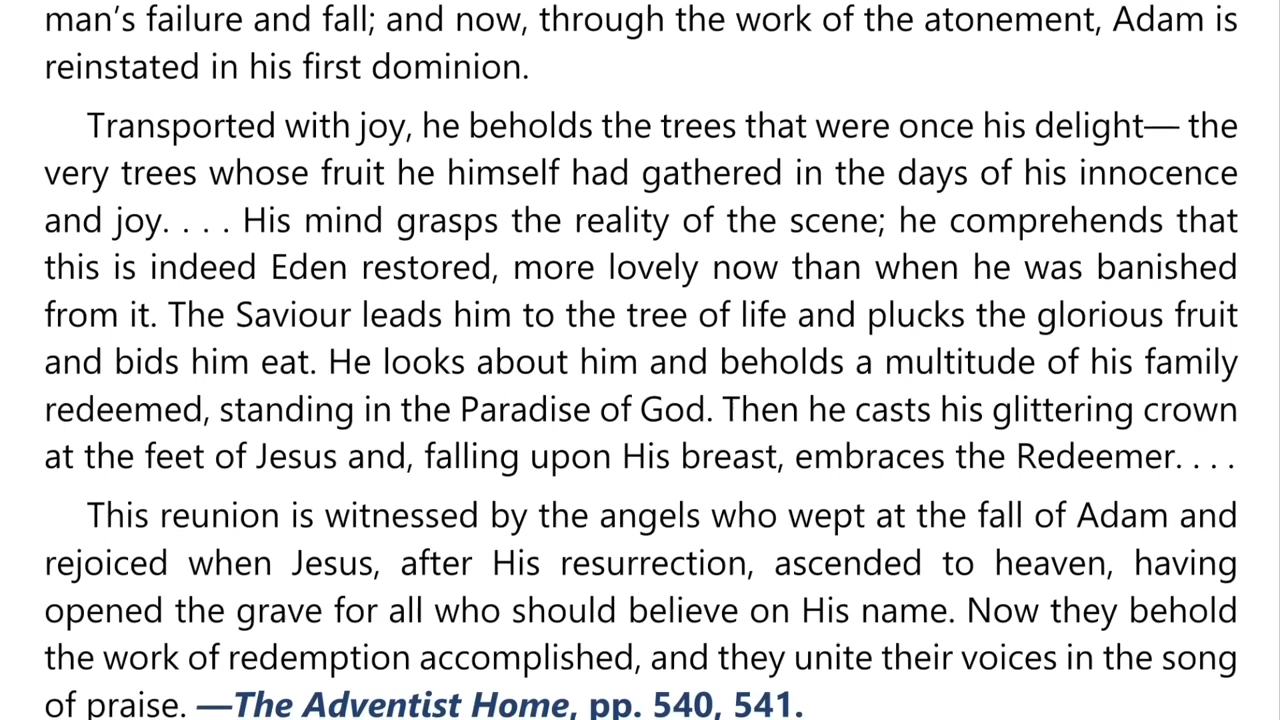 man’s failure and fall; and now, through the work of the atonement, Adam is
reinstated in his first dominion.
Transported with joy, he beholds the trees that were once his delight— the
very trees whose fruit he himself had gathered in the days of his innocence
and joy. . . . His mind grasps the reality of the scene; he comprehends that
this is indeed Eden restored, more lovely now than when he was banished
from it. The Saviour leads him to the tree of life and plucks the glorious fruit
and bids him eat. He looks about him and beholds a multitude of his family
redeemed, standing in the Paradise of God. Then he casts his glittering crown
at the feet of Jesus and, falling upon His breast, embraces the Redeemer. . . .
This reunion is witnessed by the angels who wept at the fall of Adam and
rejoiced when Jesus, after His resurrection, ascended to heaven, having
opened the grave for all who should believe on His name. Now they behold
the work of redemption accomplished, and they unite their voices in the song
of praise. —The Adventist Home, pp. 540, 541.